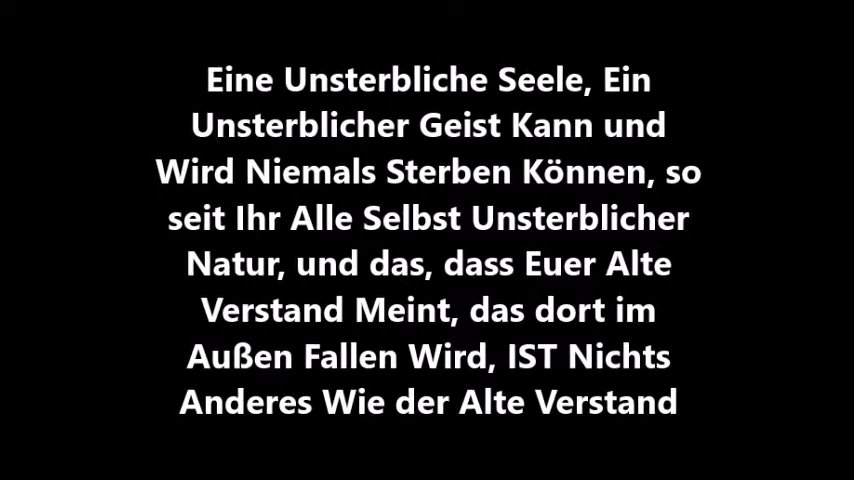 Eine Unsterbliche Seele, Ein
Unsterblicher Geist Kann und
Wird Niemals Sterben Können, so
seit Ihr Alle Selbst Unsterblicher
Natur, und das, dass Euer Alte
Verstand Meint, das dort im
Außen Fallen Wird, IST Nichts
Anderes Wie der Alte Verstand